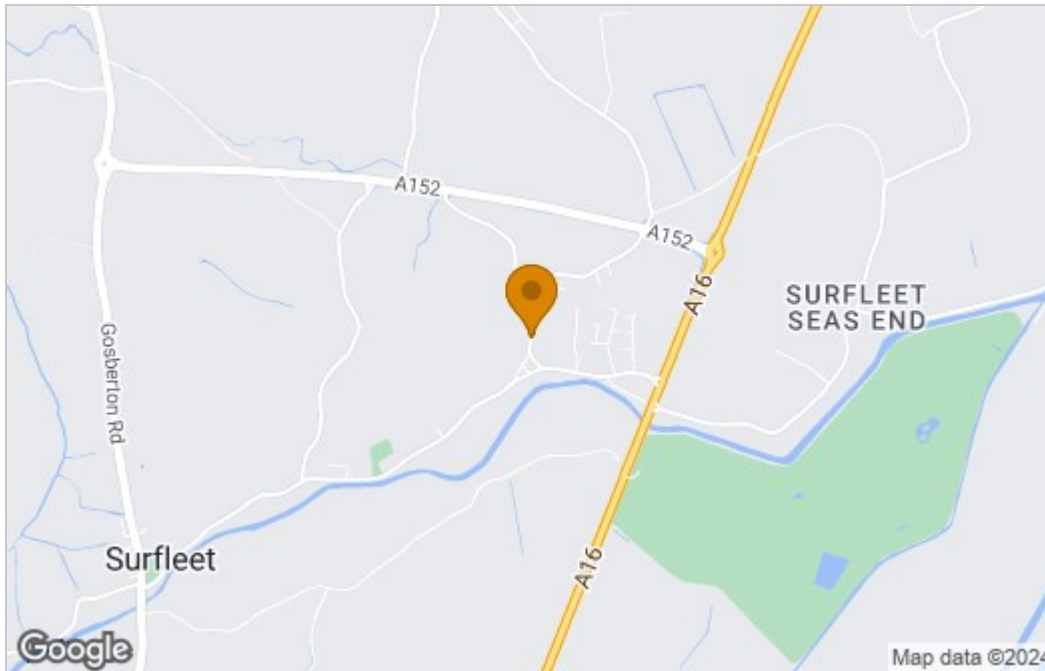 A152
A152
A16
SURFLEET
SEAS END
Gosberton Rd
Surfleet
A16
Google
Map data ©2024